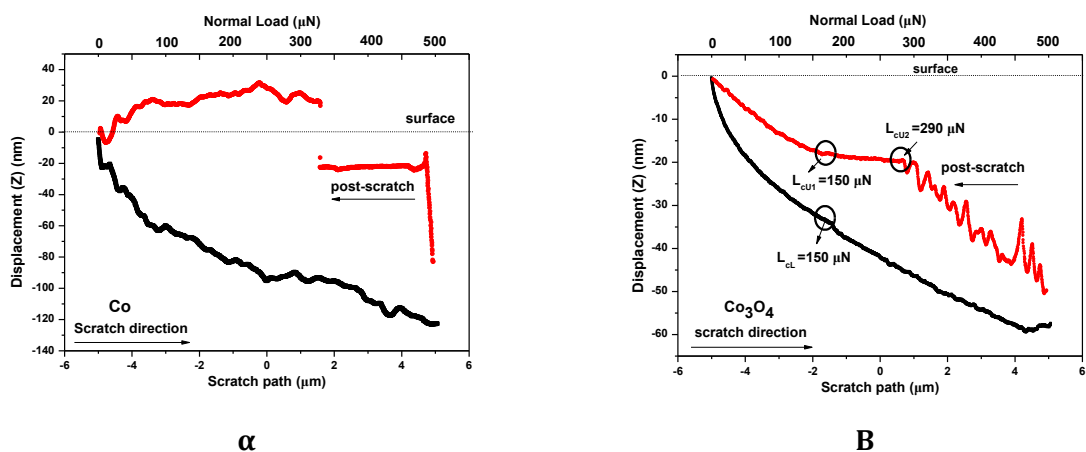 Normal Load (μN)
0 100 200 300 400 500
40
20
0
-20
-40
-60
-80
-100
-120
-140
Displacement (Z) (nm)
surface
post-scratch
Co
Scratch direction
-6 -4 -2 0 2 4 6
Scratch path (μm)
α
Normal Load (μN)
0 100 200 300 400 500
10
0
-10
-20
-30
-40
-50
-60
Displacement (Z) (nm)
surface
LcU2=290 μN
post-scratch
LcU1=150 μN
LcL=150 μN
Co3O4
scratch direction
-6 -4 -2 0 2 4 6
Scratch path (μm)
B